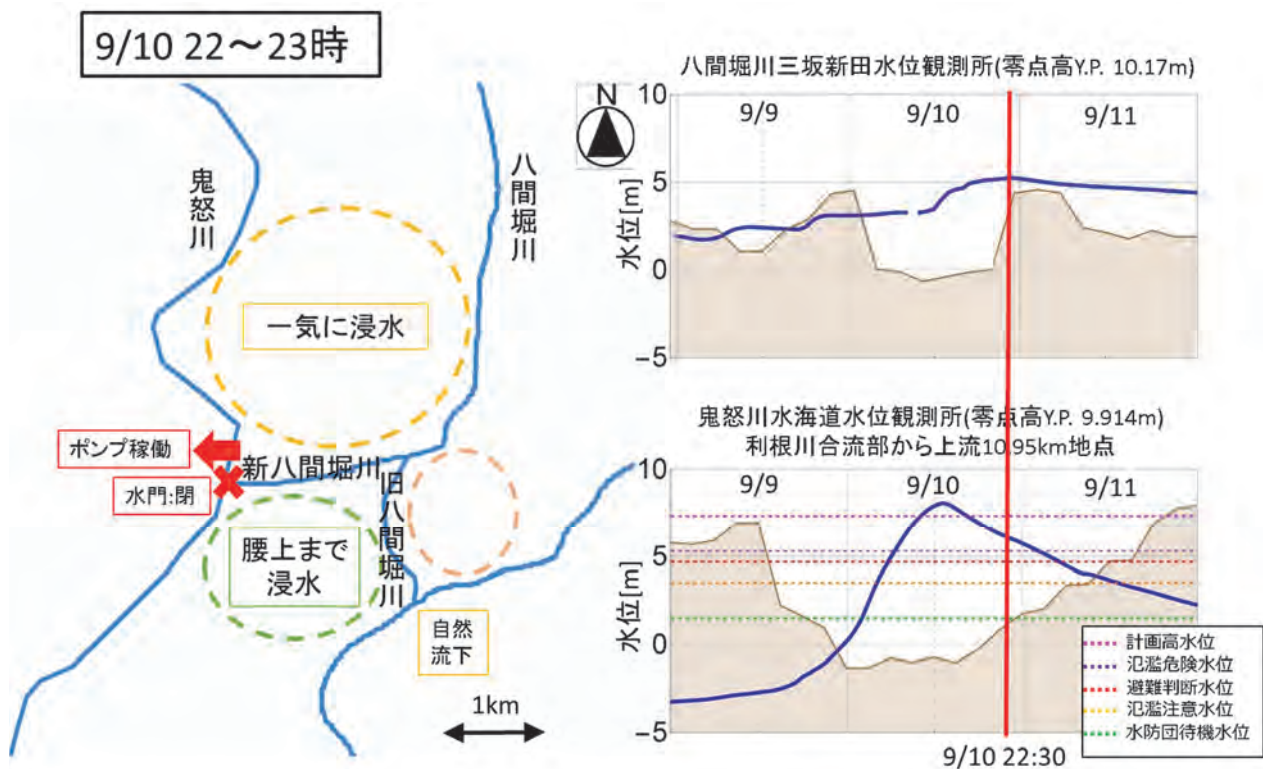 9/10 22～23時
鬼怒川
八間堀川
一気に浸水
ポンプ稼働
新八間堀川
水門:閉
旧八間堀川
腰上まで
浸水
自然
流下
1km
N
八間堀川三坂新田水位観測所(零点高Y.P. 10.17m)
水位[m]
10
5
0
−5
9/9
9/10
9/11
鬼怒川水海道水位観測所(零点高Y.P. 9.914m)
利根川合流部から上流10.95km地点
水位[m]
10
5
0
−5
9/9
9/10
9/11
計画高水位
氾濫危険水位
避難判断水位
氾濫注意水位
水防団待機水位
9/10 22:30